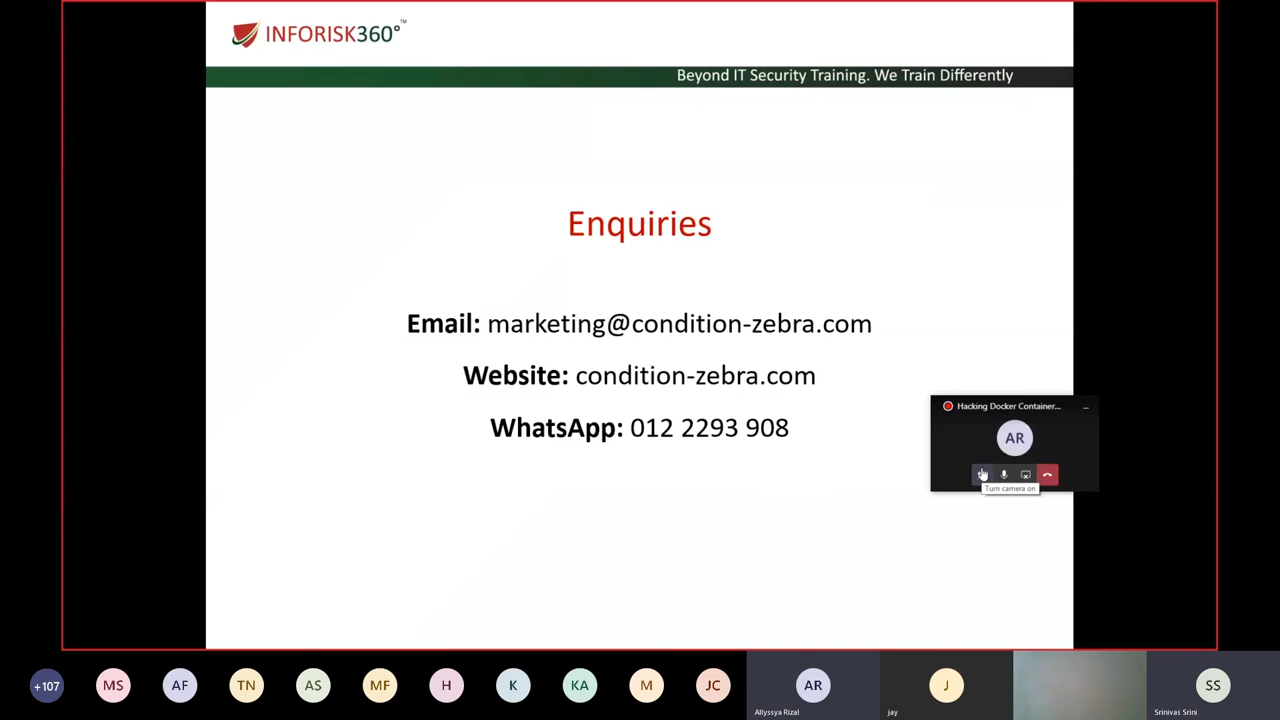 INFORISK360°™
Beyond IT Security Training. We Train Differently
Enquiries
Email: marketing@condition-zebra.com
Website: condition-zebra.com
WhatsApp: 012 2293 908
Hacking Docker Container...
AR
Turn camera on
+107
MS
AF
TN
AS
MF
H
K
KA
M
JC
AR
J
SS
Allyssya Rizal
jay
Srinivas Srini